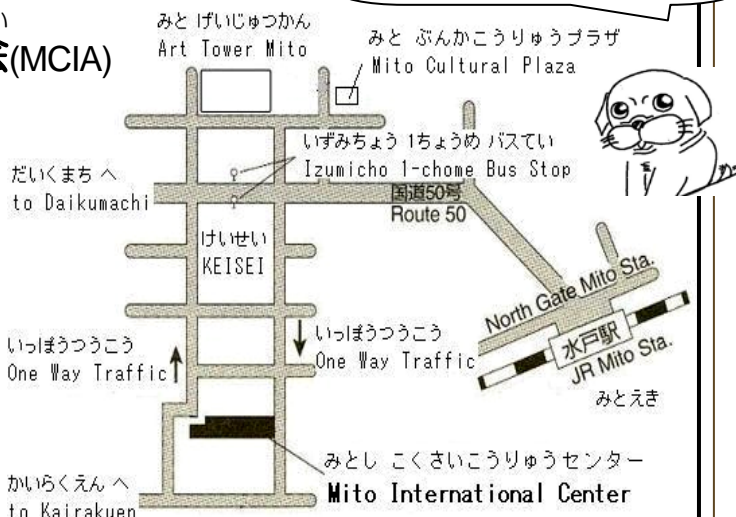 い
(MCIA)
みと げいじゅつかん
Art Tower Mito
みと ぶんかこうりゅうプラザ
Mito Cultural Plaza
いずみちょう 1ちょうめ バスてい
Izumicho 1-chome Bus Stop
だいくまち へ
to Daikumachi
国道50号
Route 50
けいせい
KEISEI
North Gate Mito Sta.
水戸駅
JR Mito Sta.
みとえき
いっぽうつうこう
One Way Traffic
いっぽうつうこう
One Way Traffic
みとし こくさいこうりゅうセンター
Mito International Center
かいらくえん へ
to Kairakuen